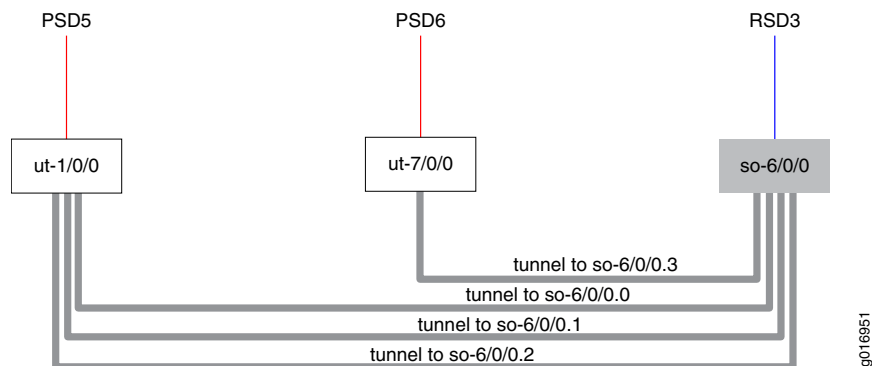 PSD5 PSD6 RSD3
ut-1/0/0 ut-7/0/0 so-6/0/0
tunnel to so-6/0/0.3
tunnel to so-6/0/0.0
tunnel to so-6/0/0.1
tunnel to so-6/0/0.2
g016951